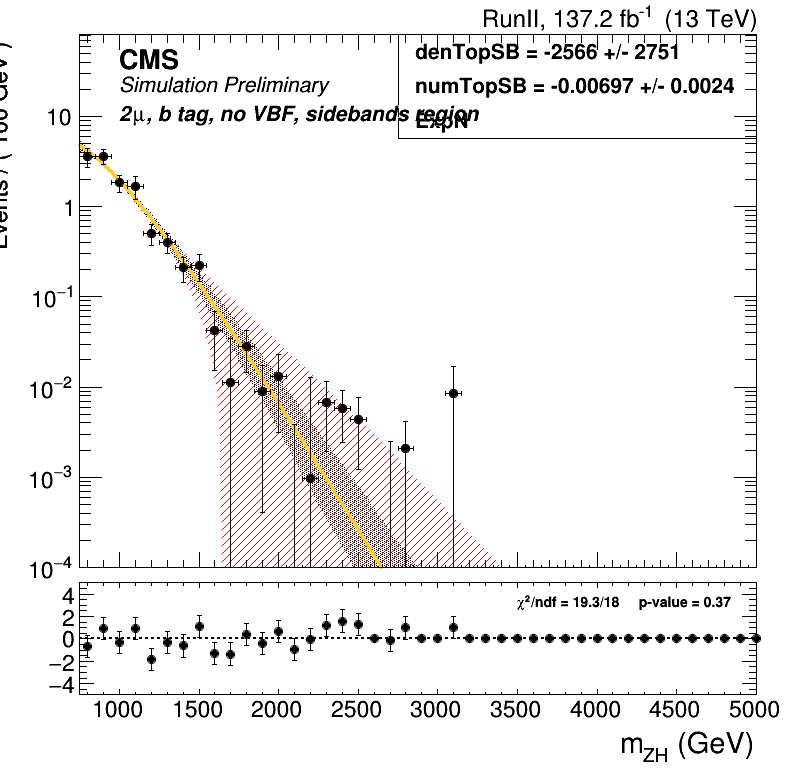 RunII, 137.2 fb⁻¹ (13 TeV)
CMS
Simulation Preliminary
2μ, b tag, no VBF, sidebands region
denTopSB = -2566 +/- 2751
numTopSB = -0.00697 +/- 0.0024
ExpN
Events / ( 100 GeV )
10
1
10⁻¹
10⁻²
10⁻³
10⁻⁴
χ²/ndf = 19.3/18 p-value = 0.37
4
2
0
−2
−4
1000 1500 2000 2500 3000 3500 4000 4500 5000
m_ZH (GeV)